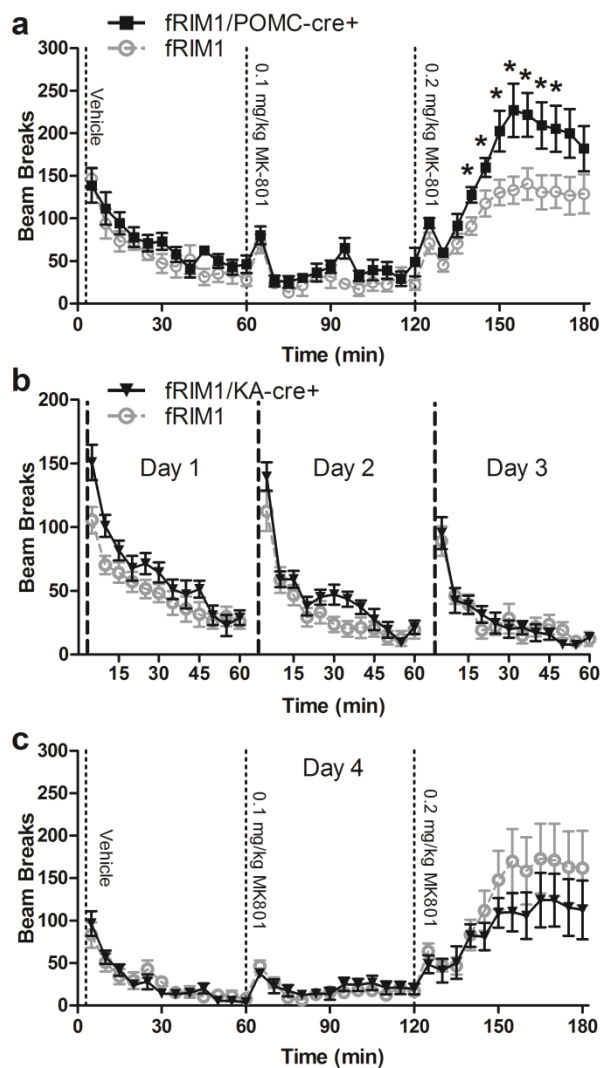 a
fRIM1/POMC-cre+
fRIM1
300
250
200
150
100
50
0
Beam Breaks
Vehicle
0.1 mg/kg MK-801
0.2 mg/kg MK-801
* * * * * * *
0 30 60 90 120 150 180
Time (min)
b
fRIM1/KA-cre+
fRIM1
200
150
100
50
0
Beam Breaks
Day 1 Day 2 Day 3
15 30 45 60 15 30 45 60 15 30 45 60
Time (min)
c
Day 4
300
250
200
150
100
50
0
Beam Breaks
Vehicle
0.1 mg/kg MK801
0.2 mg/kg MK801
0 30 60 90 120 150 180
Time (min)